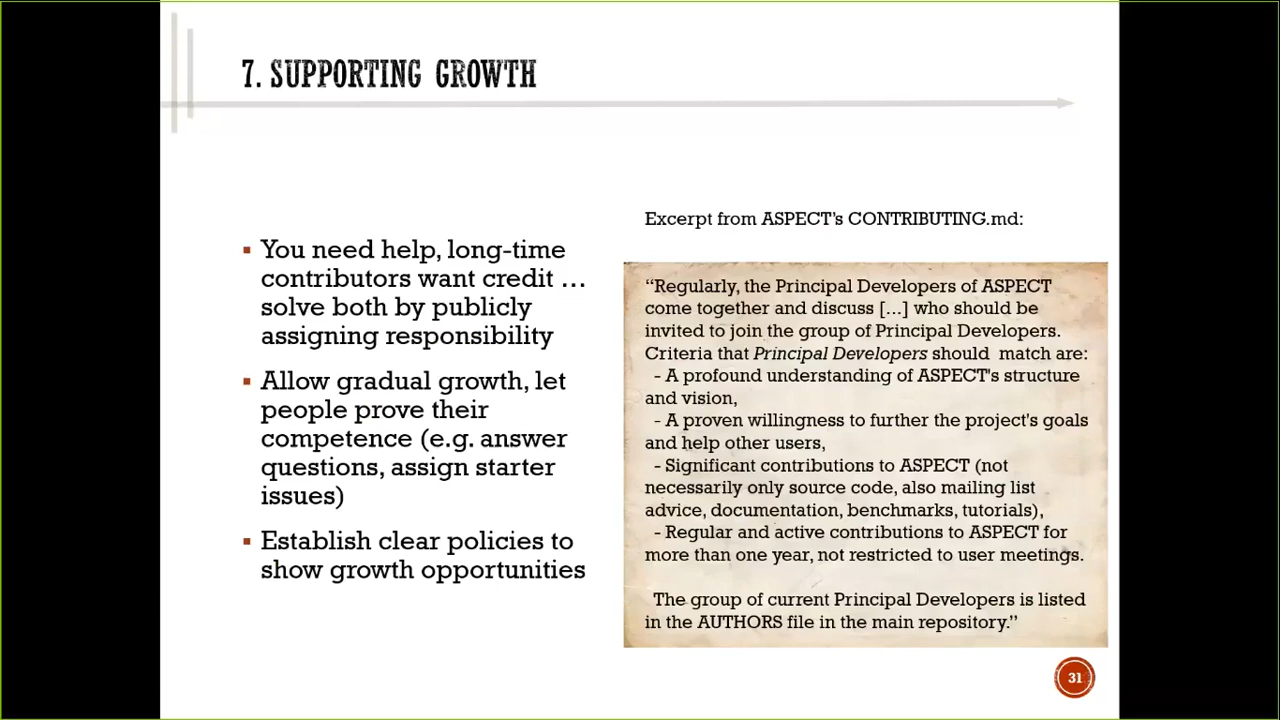 7. SUPPORTING GROWTH
▪ You need help, long-time
contributors want credit …
solve both by publicly
assigning responsibility
▪ Allow gradual growth, let
people prove their
competence (e.g. answer
questions, assign starter
issues)
▪ Establish clear policies to
show growth opportunities
Excerpt from ASPECT’s CONTRIBUTING.md:
“Regularly, the Principal Developers of ASPECT
come together and discuss [...] who should be
invited to join the group of Principal Developers.
Criteria that Principal Developers should match are:
- A profound understanding of ASPECT's structure
and vision,
- A proven willingness to further the project's goals
and help other users,
- Significant contributions to ASPECT (not
necessarily only source code, also mailing list
advice, documentation, benchmarks, tutorials),
- Regular and active contributions to ASPECT for
more than one year, not restricted to user meetings.
The group of current Principal Developers is listed
in the AUTHORS file in the main repository.”
31